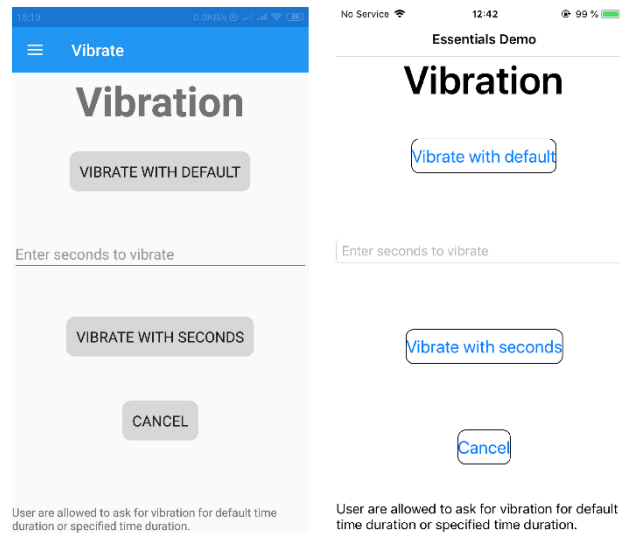 18:19 0.0KB/s
Vibrate
Vibration
VIBRATE WITH DEFAULT
Enter seconds to vibrate
VIBRATE WITH SECONDS
CANCEL
User are allowed to ask for vibration for default time
duration or specified time duration.
No Service 12:42 99 %
Essentials Demo
Vibration
Vibrate with default
Enter seconds to vibrate
Vibrate with seconds
Cancel
User are allowed to ask for vibration for default
time duration or specified time duration.